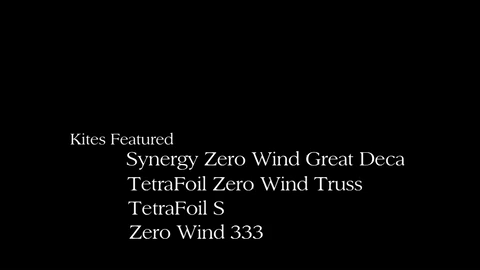 Kites Featured
Synergy Zero Wind Great Deca
TetraFoil Zero Wind Truss
TetraFoil S
Zero Wind 333